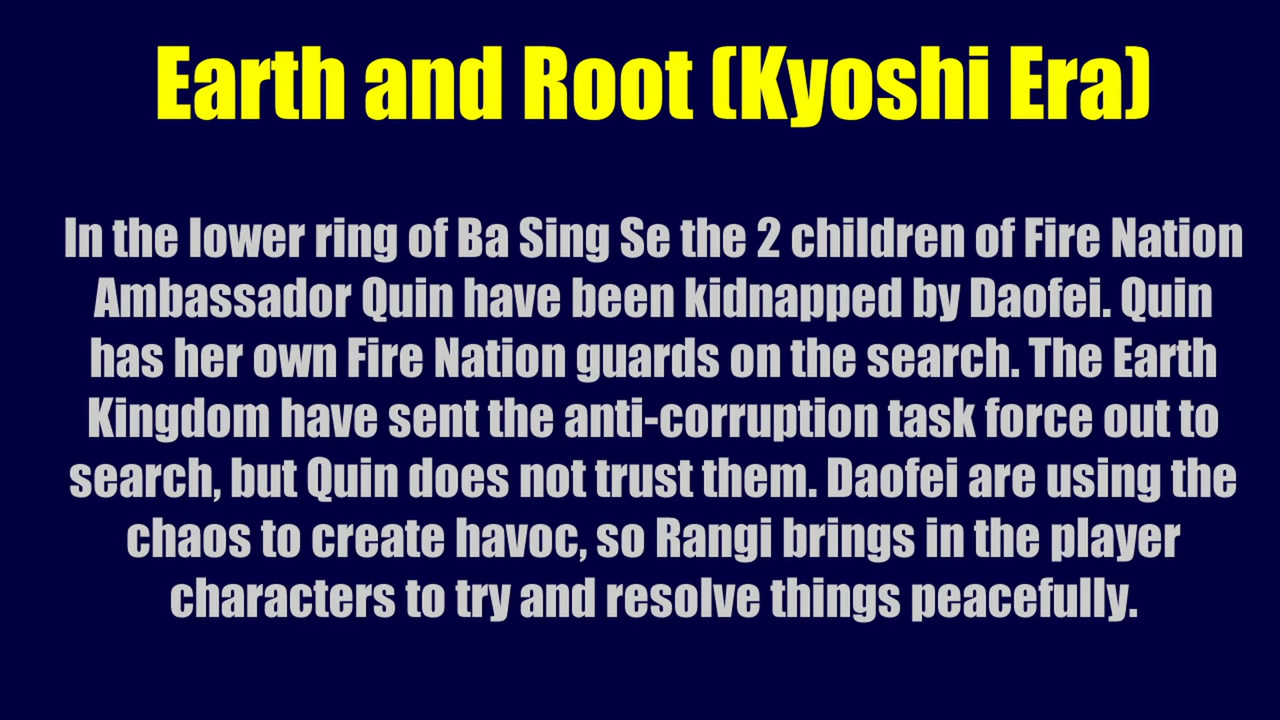 Earth and Root (Kyoshi Era)
In the lower ring of Ba Sing Se the 2 children of Fire Nation
Ambassador Quin have been kidnapped by Daofei. Quin
has her own Fire Nation guards on the search. The Earth
Kingdom have sent the anti-corruption task force out to
search, but Quin does not trust them. Daofei are using the
chaos to create havoc, so Rangi brings in the player
characters to try and resolve things peacefully.